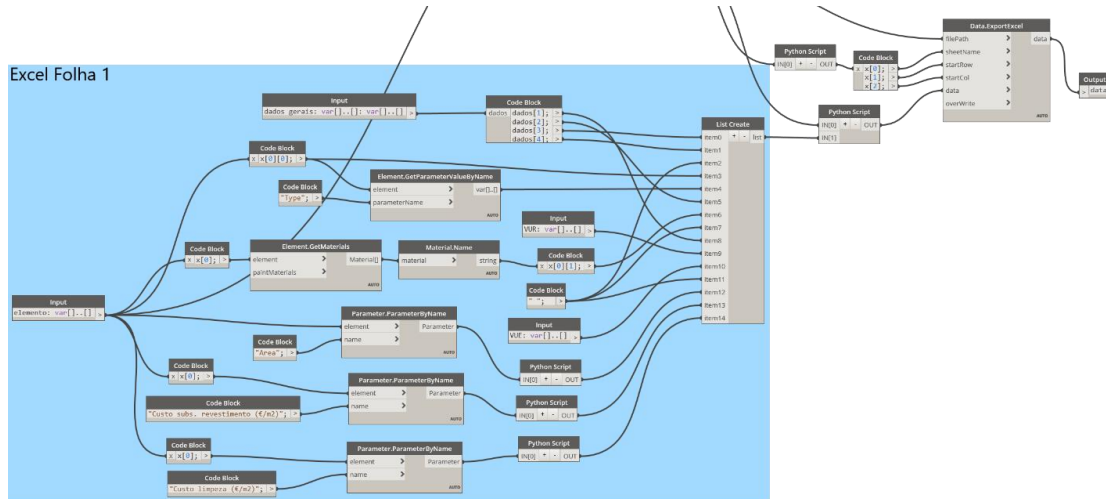 Data.ExportExcel
filePath >
sheetName >
startRow >
startCol >
data >
overWrite >
data
AUTO
Python Script
IN[0] + - OUT
Code Block
x x[0]; >
x[1]; >
x[2]; >
Output
> data
Python Script
IN[0] + - OUT
IN[1]
Excel Folha 1
Input
dados gerais: var[]..[]: var[]..[] >
Code Block
dados dados[1]; >
dados[2]; >
dados[3]; >
dados[4]; >
List Create
item0 + - list
item1
item2
item3
item4
item5
item6
item7
item8
item9
item10
item11
item12
item13
item14
Code Block
x x[0][0]; >
Code Block
"Type"; >
Element.GetParameterValueByName
element > var[]..[]
parameterName >
AUTO
Input
VUR: var[]..[] >
Code Block
x x[0]; >
Element.GetMaterials
element > Material[]
paintMaterials >
AUTO
Material.Name
material > string
AUTO
Code Block
x x[0][1]; >
Code Block
" "; >
Input
elemento: var[]..[] >
Input
VUE: var[]..[] >
Parameter.ParameterByName
element > Parameter
name >
AUTO
Code Block
"Area"; >
Python Script
IN[0] + - OUT
Code Block
x x[0]; >
Parameter.ParameterByName
element > Parameter
name >
AUTO
Code Block
"Custo subs. revestimento (€/m2)"; >
Python Script
IN[0] + - OUT
Code Block
x x[0]; >
Parameter.ParameterByName
element > Parameter
name >
AUTO
Code Block
"Custo limpeza (€/m2)"; >
Python Script
IN[0] + - OUT